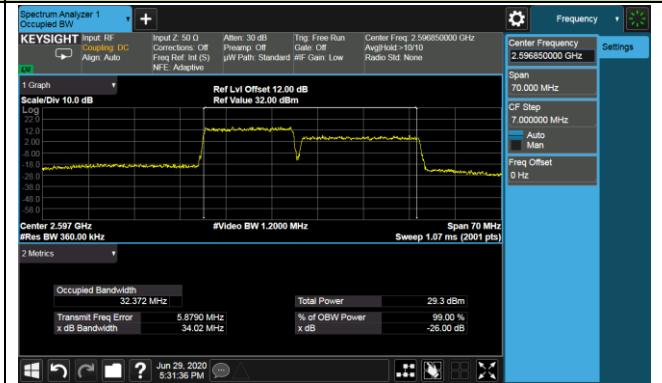 Spectrum Analyzer 1
Occupied BW
+
Frequency
KEYSIGHT Input: RF
Coupling: DC
Align: Auto
Input Z: 50 Ω
Corrections: Off
Freq Ref: Int (S)
NFE: Adaptive
Atten: 30 dB
Preamp: Off
µW Path: Standard
Trig: Free Run
Gate: Off
#IF Gain: Low
Center Freq: 2.596850000 GHz
Avg|Hold:>10/10
Radio Std: None
Center Frequency
2.596850000 GHz
Settings
Span
70.000 MHz
CF Step
7.000000 MHz
Auto
Man
Freq Offset
0 Hz
1 Graph
Scale/Div 10.0 dB
Ref Lvl Offset 12.00 dB
Ref Value 32.00 dBm
Log
22.0
12.0
2.00
-8.00
-18.0
-28.0
-38.0
-48.0
-58.0
Center 2.597 GHz
#Res BW 360.00 kHz
#Video BW 1.2000 MHz
Span 70 MHz
Sweep 1.07 ms (2001 pts)
2 Metrics
Occupied Bandwidth
32.372 MHz
Total Power 29.3 dBm
Transmit Freq Error 5.8790 MHz
% of OBW Power 99.00 %
x dB Bandwidth 34.02 MHz
x dB -26.00 dB
?
Jun 29, 2020
5:31:36 PM